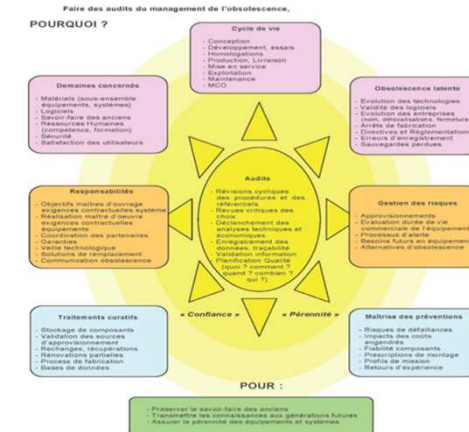 Faire des audits du management de l'obsolescence,
POURQUOI ?
Cycle de vie
- Conception
- Développement, essais
- Homologations
- Production, Livraison
- Mise en service
- Exploitation
- Maintenance
- MCO
Domaines concernés
- Matériels (sous-ensemble
équipements, systèmes)
- Logiciels
- Savoir-faire des anciens
- Ressources Humaines
(compétence, formation)
- Sécurité
- Satisfaction des utilisateurs
Obsolescence latente
- Evolution des technologies
- Validité des logiciels
- Evolution des entreprises
(nom, délocalisations, fermeture
- Arrêts de fabrication
- Directives et Réglementation
- Erreurs d'enregistrement
- Sauvegardes perdues
Audits
- Révisions cycliques
des procédures et des
référentiels
- Revues critiques des
choix
- Déclenchement des
analyses techniques et
économiques
- Enregistrement des
données, traçabilité
- Validation information
- Planification Qualité
(quoi ? comment ?
quand ? combien ?
qui ?)
Responsabilités
- Objectifs maîtres d'ouvrage
exigences contractuelles système
- Réalisation maître d'oeuvre
exigences contractuelles
équipements
- Coordination des partenaires
- Garanties
- Veille technologique
- Solutions de remplacement
- Communication obsolescence
Gestion des risques
- Approvisionnements
- Evaluation durée de vie
commerciale de l'équipement
- Processus d'alerte
- Besoins futurs en équipement
- Alternatives d'obsolescence
« Confiance »
« Pérennité »
Traitements curatifs
- Stockage de composants
- Validation des sources
d'approvisionnement
- Rechanges, récupérations
- Rénovations partielles
- Process de fabrication
- Bases de données
Maîtrise des préventions
- Risques de défaillances
- Impacts des coûts
engendrés
- Fiabilité composants
- Prescriptions de montage
- Profils de mission
- Retours d'expérience
POUR :
- Préserver le savoir-faire des anciens
- Transmettre les connaissances aux générations futures
- Assurer la pérennité des équipements et systèmes